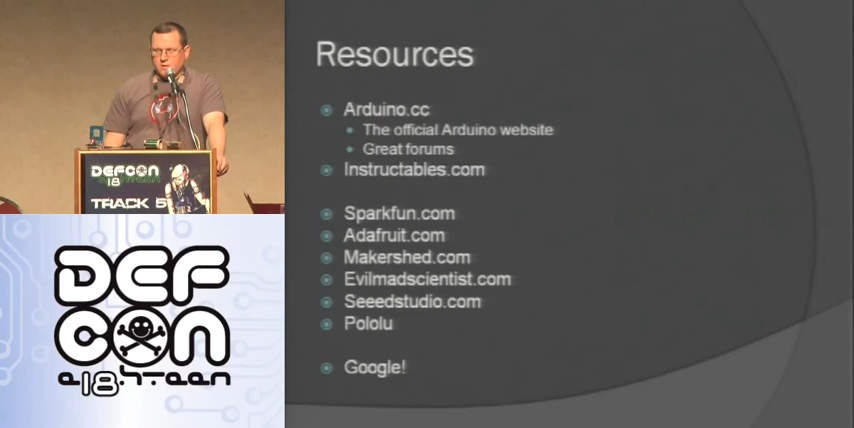 DEFCON
18
TRACK 5
DEF
CON
e18hteen
Resources
Arduino.cc
The official Arduino website
Great forums
Instructables.com
Sparkfun.com
Adafruit.com
Makershed.com
Evilmadscientist.com
Seeedstudio.com
Pololu
Google!